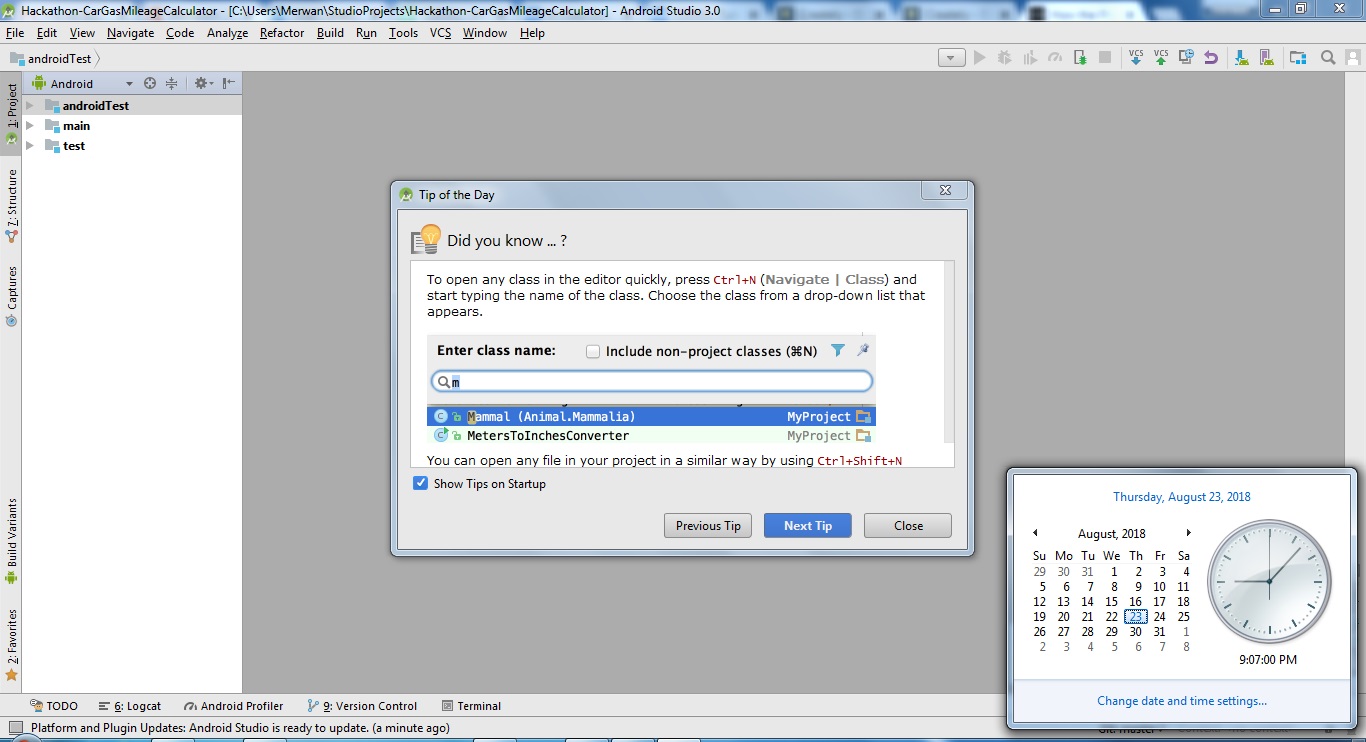 Hackathon-CarGasMileageCalculator - [C:\Users\Merwan\StudioProjects\Hackathon-CarGasMileageCalculator] - Android Studio 3.0
File Edit View Navigate Code Analyze Refactor Build Run Tools VCS Window Help
androidTest
VCS VCS
1: Project
7: Structure
Captures
Build Variants
2: Favorites
Android
androidTest
main
test
Tip of the Day
Did you know ... ?
To open any class in the editor quickly, press Ctrl+N (Navigate | Class) and
start typing the name of the class. Choose the class from a drop-down list that
appears.
Enter class name: Include non-project classes (⌘N)
m
C Mammal (Animal.Mammalia) MyProject
C MetersToInchesConverter MyProject
You can open any file in your project in a similar way by using Ctrl+Shift+N
Show Tips on Startup
Previous Tip Next Tip Close
Thursday, August 23, 2018
August, 2018
Su Mo Tu We Th Fr Sa
29 30 31 1 2 3 4
5 6 7 8 9 10 11
12 13 14 15 16 17 18
19 20 21 22 23 24 25
26 27 28 29 30 31 1
2 3 4 5 6 7 8
9:07:00 PM
Change date and time settings...
TODO 6: Logcat Android Profiler 9: Version Control Terminal
Platform and Plugin Updates: Android Studio is ready to update. (a minute ago)